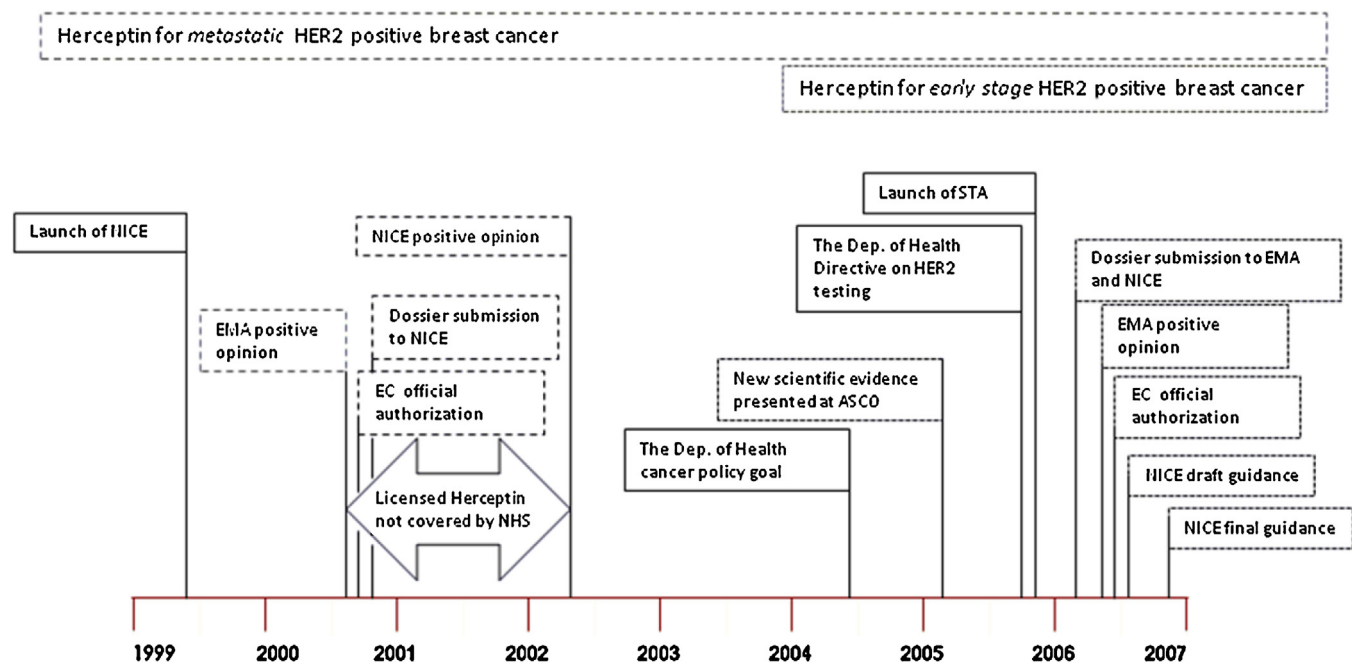 Herceptin for metastatic HER2 positive breast cancer
Herceptin for early stage HER2 positive breast cancer
Launch of NICE
EMA positive
opinion
NICE positive opinion
Dossier submission
to NICE
EC official
authorization
Licensed Herceptin
not covered by NHS
The Dep. of Health
cancer policy goal
New scientific evidence
presented at ASCO
The Dep. of Health
Directive on HER2
testing
Launch of STA
Dossier submission to EMA
and NICE
EMA positive
opinion
EC official
authorization
NICE draft guidance
NICE final guidance
1999 2000 2001 2002 2003 2004 2005 2006 2007